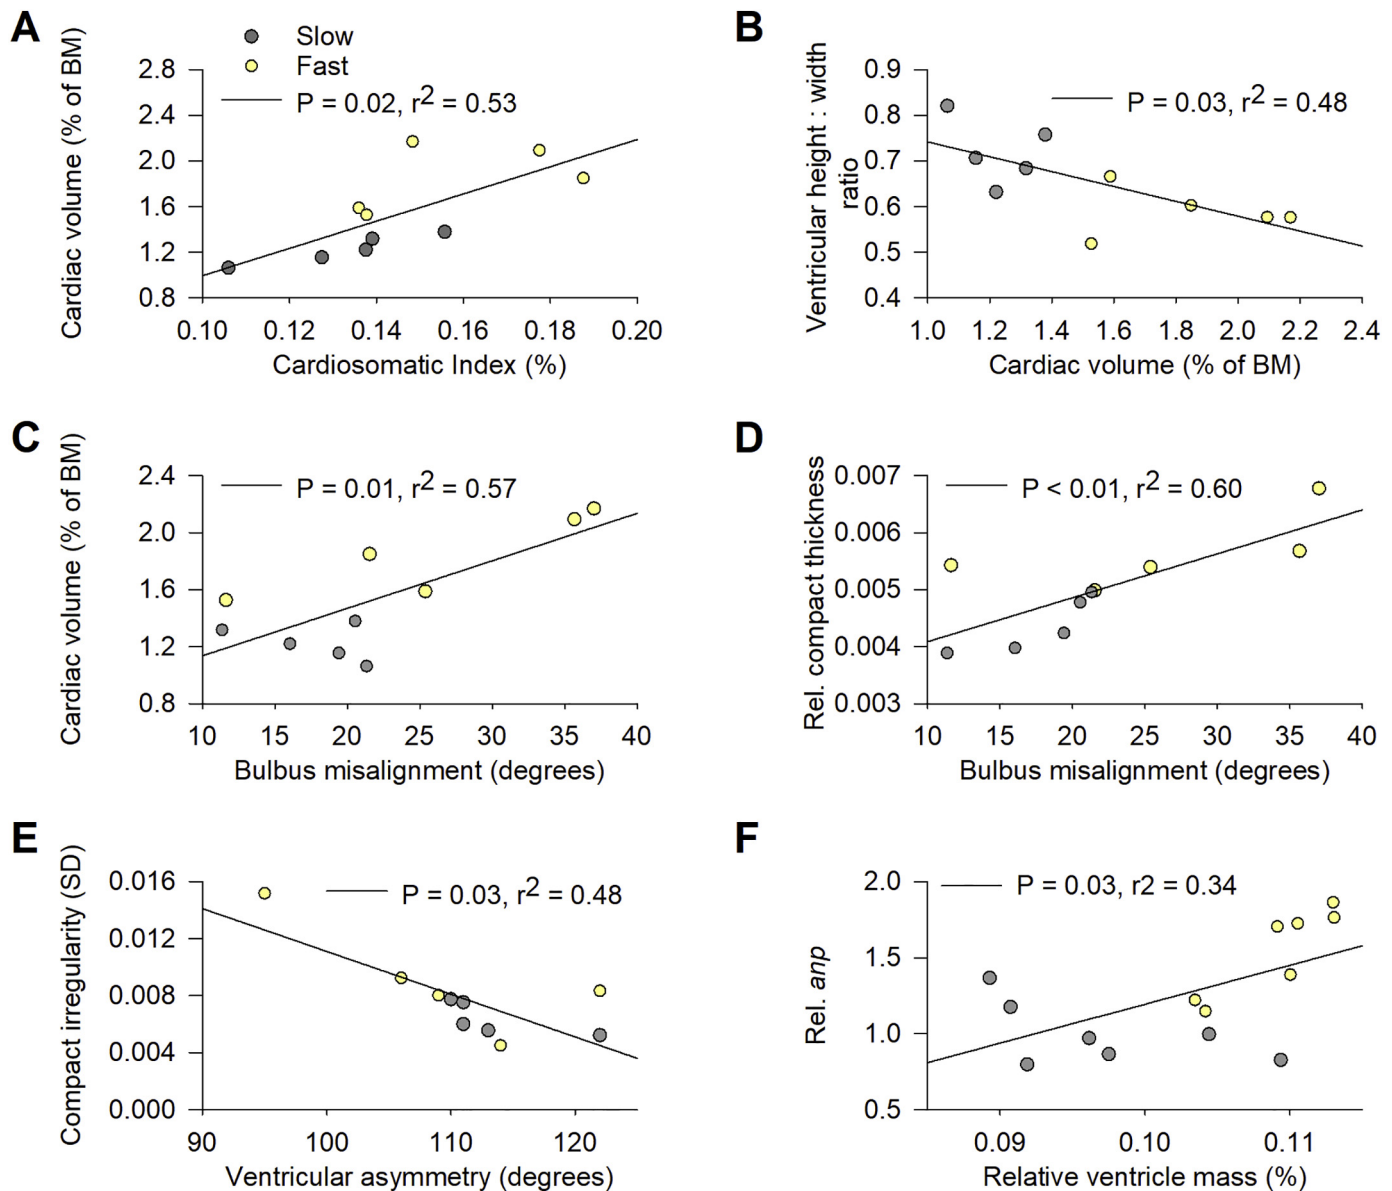 A
Slow
Fast
P = 0.02, r2 = 0.53
Cardiac volume (% of BM)
2.8
2.4
2.0
1.6
1.2
0.8
0.10 0.12 0.14 0.16 0.18 0.20
Cardiosomatic Index (%)
B
P = 0.03, r2 = 0.48
Ventricular height : width
ratio
0.9
0.8
0.7
0.6
0.5
0.4
1.0 1.2 1.4 1.6 1.8 2.0 2.2 2.4
Cardiac volume (% of BM)
C
P = 0.01, r2 = 0.57
Cardiac volume (% of BM)
2.4
2.0
1.6
1.2
0.8
10 15 20 25 30 35 40
Bulbus misalignment (degrees)
D
P < 0.01, r2 = 0.60
Rel. compact thickness
0.007
0.006
0.005
0.004
0.003
10 15 20 25 30 35 40
Bulbus misalignment (degrees)
E
P = 0.03, r2 = 0.48
Compact irregularity (SD)
0.016
0.012
0.008
0.004
0.000
90 100 110 120
Ventricular asymmetry (degrees)
F
P = 0.03, r2 = 0.34
Rel. anp
2.0
1.5
1.0
0.5
0.09 0.10 0.11
Relative ventricle mass (%)